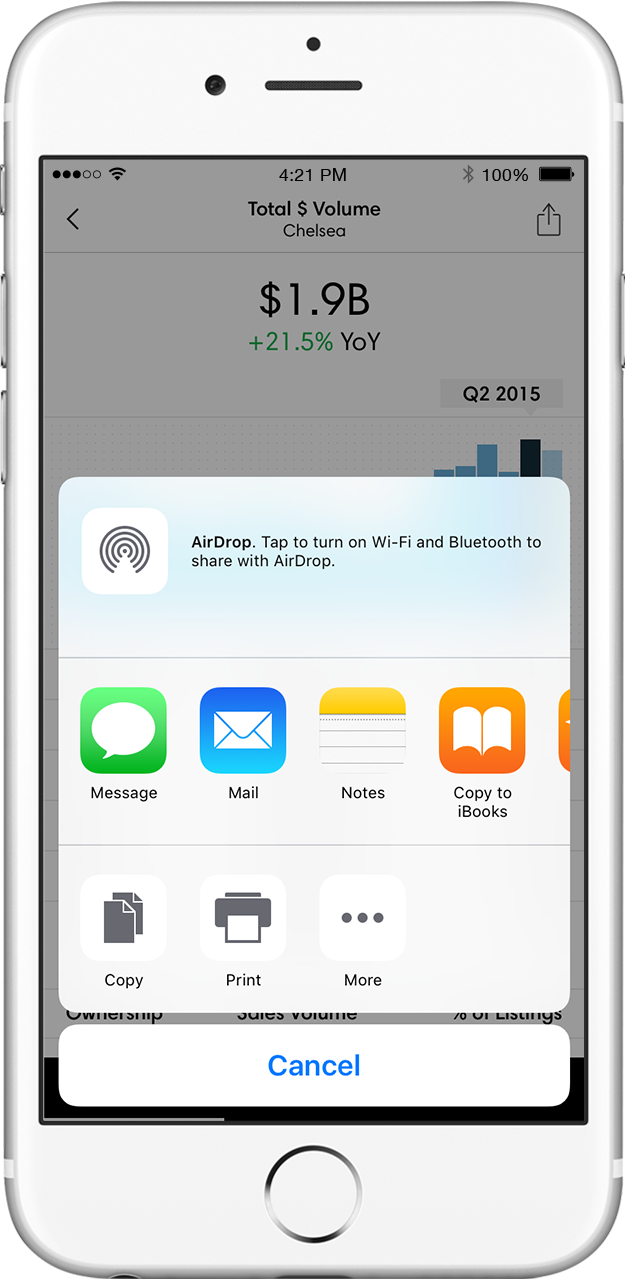 4:21 PM
100%
Total $ Volume
Chelsea
$1.9B
+21.5% YoY
Q2 2015
AirDrop. Tap to turn on Wi-Fi and Bluetooth to
share with AirDrop.
Message
Mail
Notes
Copy to
iBooks
Copy
Print
More
Ownership
Sales Volume
% of Listings
Cancel